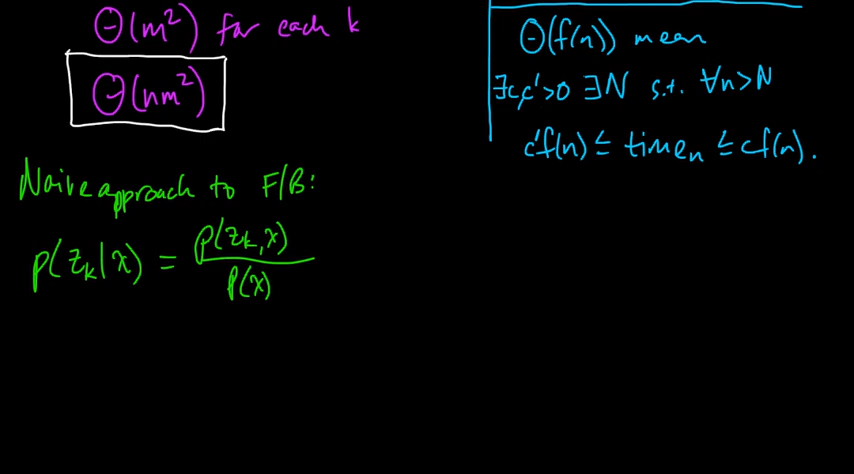 Θ(m²) for each k
Θ(nm²)
Θ(f(n)) mean
∃c,c'>0 ∃N s.t. ∀n>N
c'f(n) ≤ timeₙ ≤ cf(n).
Naive approach to F/B:
p(zₖ|x) = p(zₖ,x) / p(x)